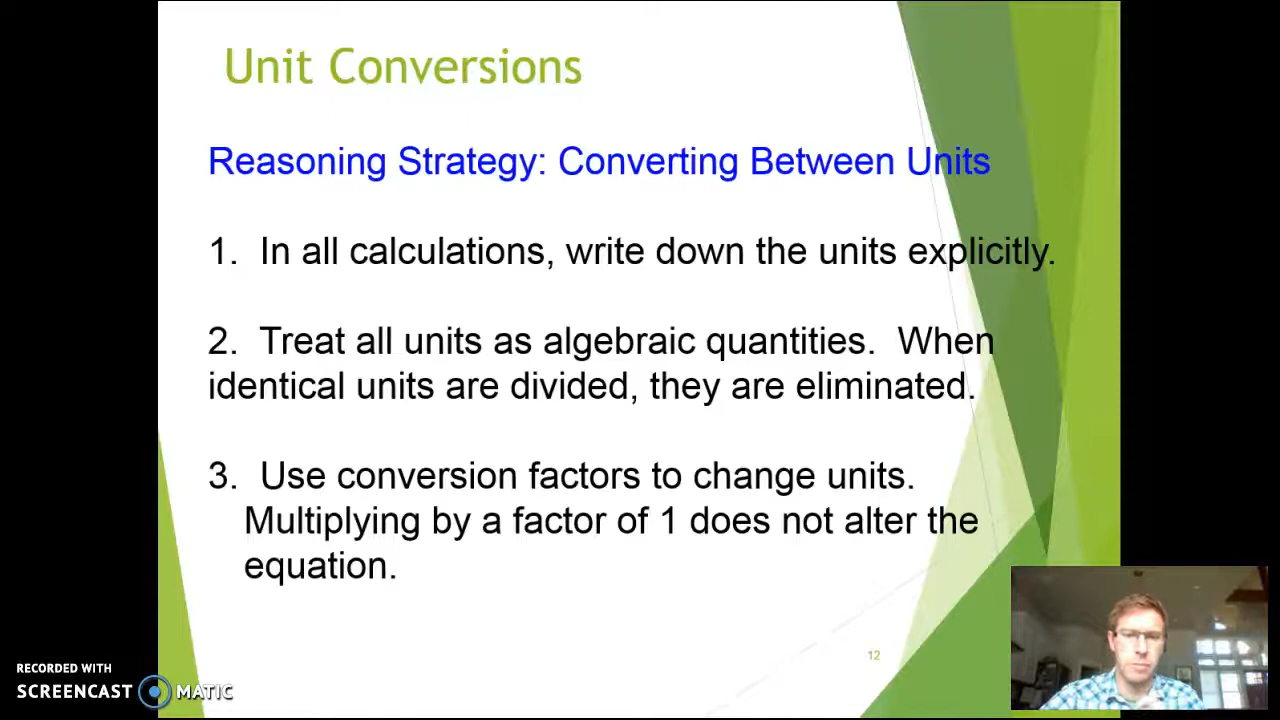 Unit Conversions
Reasoning Strategy: Converting Between Units
1. In all calculations, write down the units explicitly.
2. Treat all units as algebraic quantities. When
identical units are divided, they are eliminated.
3. Use conversion factors to change units.
Multiplying by a factor of 1 does not alter the
equation.
12
RECORDED WITH
SCREENCAST MATIC